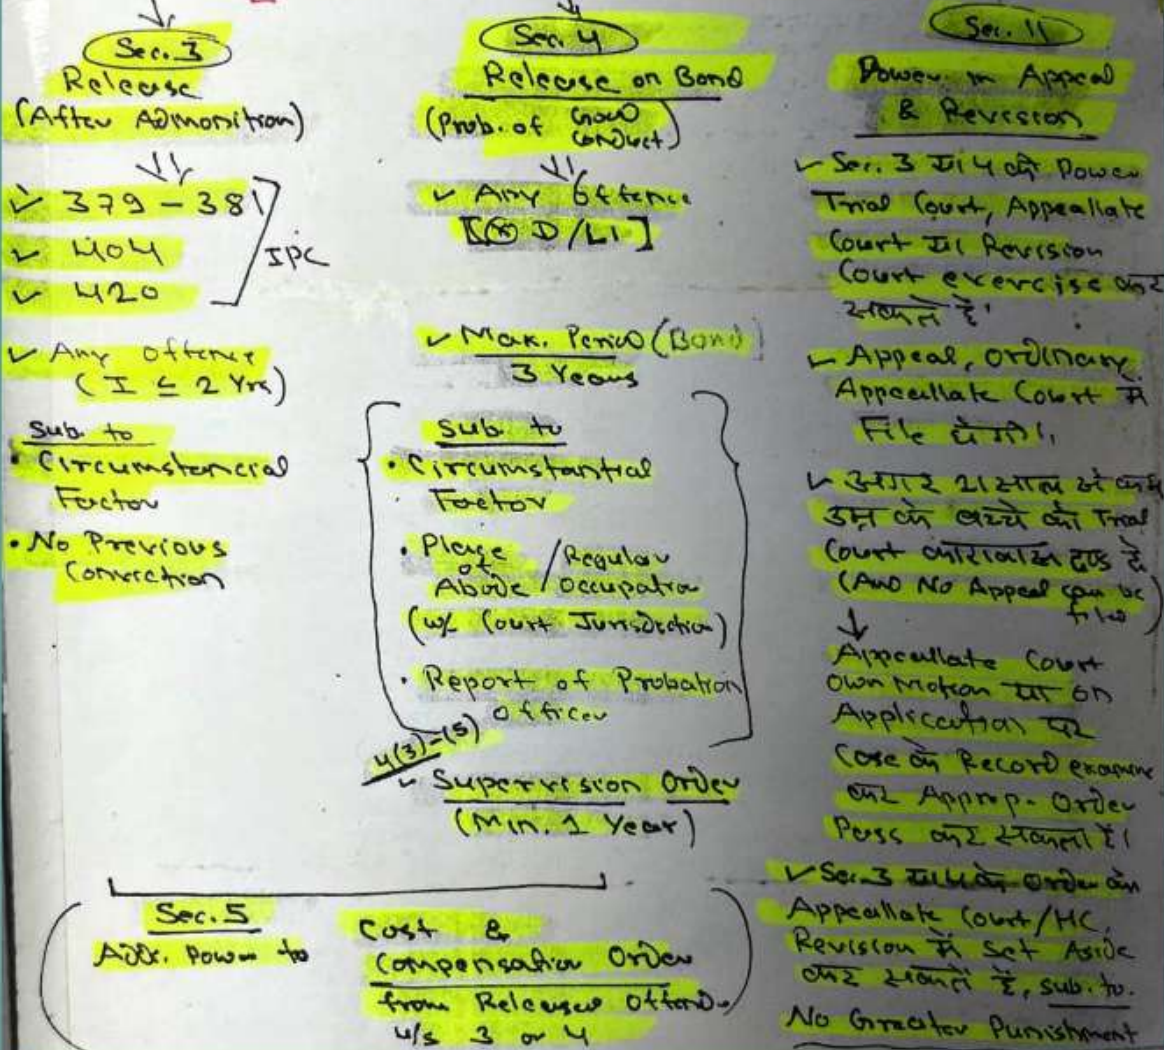 Sec. 3
Release
(After Admonition)
✓ 379 - 381
✓ 404
✓ 420
IPC
✓ Any offence
( I ≤ 2 Yrs)
Sub. to
• Circumstancial
Factor
• No Previous
Conviction
Sec. 4
Release on Bond
(Prob. of Good
Conduct)
✓ Any offence
[⊗ D/LI]
✓ Max. Period (Bond)
3 Years
Sub to
• Circumstantial
Factor
• Place
of
Abode / Regular
Occupation
(w/ Court Jurisdiction)
• Report of Probation
officer
4(3)-(5)
✓ Supervision Order
(Min. 1 Year)
Sec. 5
Add. Power to
Cost &
Compensation Order
from Released Offender
u/s 3 or 4
Sec. 11
Power in Appeal
& Revision
✓ Sec. 3 या 4 की Power
Trial Court, Appeallate
Court या Revision
Court exercise कर
सकते है।
✓ Appeal, ordinary
Appeallate Court में
File होगी।
✓ अगर 21 साल से कम
उम्र के बच्चे को Trial
Court कारावास दण्ड दे
(And No Appeal can be
filed)
Appeallate Court
own motion या on
Application पर
Case के Record examine
कर Approp. Order
Pass कर सकता है।
✓ Sec. 3 या 4 के order को
Appeallate Court/HC,
Revision में Set Aside
कर सकते है, sub. to.
No Greater Punishment